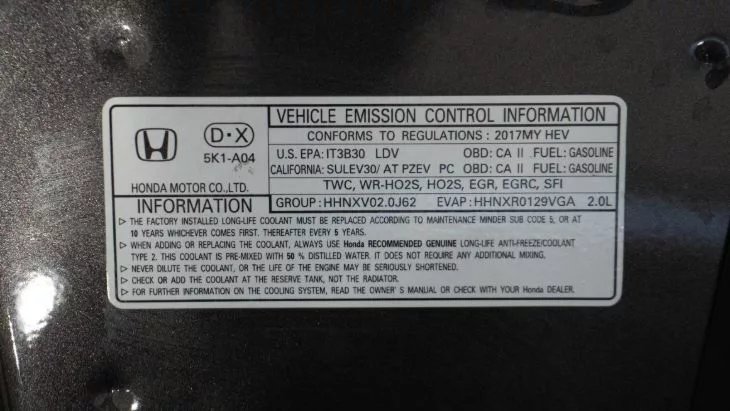 VEHICLE EMISSION CONTROL INFORMATION
D·X
5K1-A04
HONDA MOTOR CO.,LTD.
CONFORMS TO REGULATIONS : 2017MY HEV
U.S. EPA: IT3B30 LDV OBD: CA II FUEL: GASOLINE
CALIFORNIA: SULEV30/ AT PZEV PC OBD: CA II FUEL: GASOLINE
TWC, WR-HO2S, HO2S, EGR, EGRC, SFI
INFORMATION
GROUP : HHNXV02.0J62 EVAP : HHNXR0129VGA 2.0L
▷ THE FACTORY INSTALLED LONG-LIFE COOLANT MUST BE REPLACED ACCORDING TO MAINTENANCE MINDER SUB CODE 5, OR AT
10 YEARS WHICHEVER COMES FIRST. THEREAFTER EVERY 5 YEARS.
▷ WHEN ADDING OR REPLACING THE COOLANT, ALWAYS USE Honda RECOMMENDED GENUINE LONG-LIFE ANTI-FREEZE/COOLANT
TYPE 2. THIS COOLANT IS PRE-MIXED WITH 50 % DISTILLED WATER. IT DOES NOT REQUIRE ANY ADDITIONAL MIXING.
▷ NEVER DILUTE THE COOLANT, OR THE LIFE OF THE ENGINE MAY BE SERIOUSLY SHORTENED.
▷ CHECK OR ADD THE COOLANT AT THE RESERVE TANK, NOT THE RADIATOR.
▷ FOR FURTHER INFORMATION ON THE COOLING SYSTEM, READ THE OWNER'S MANUAL OR CHECK WITH YOUR Honda DEALER.